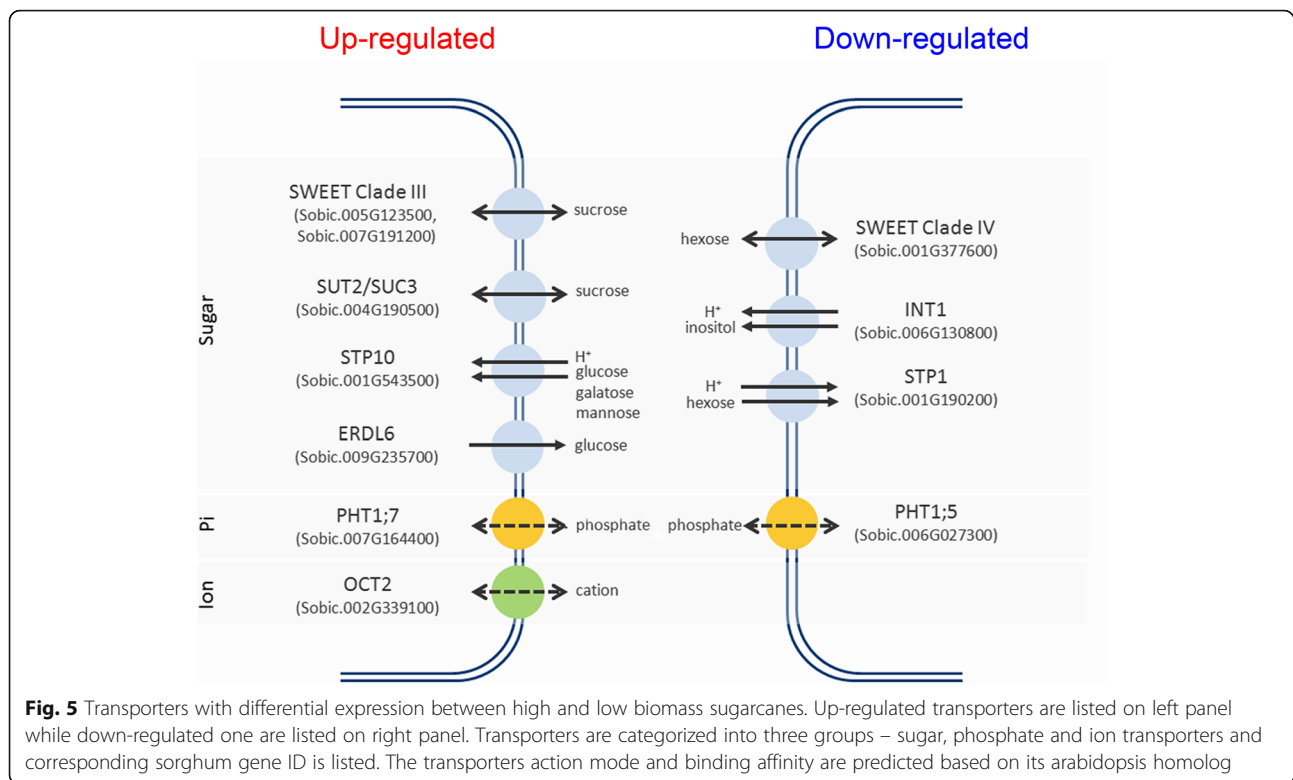 Up-regulated
Down-regulated
Sugar
SWEET Clade III
(Sobic.005G123500,
Sobic.007G191200)
sucrose
SUT2/SUC3
(Sobic.004G190500)
sucrose
STP10
(Sobic.001G543500)
H+
glucose
galatose
mannose
ERDL6
(Sobic.009G235700)
glucose
hexose
SWEET Clade IV
(Sobic.001G377600)
H+
inositol
INT1
(Sobic.006G130800)
H+
hexose
STP1
(Sobic.001G190200)
Pi
PHT1;7
(Sobic.007G164400)
phosphate
phosphate
PHT1;5
(Sobic.006G027300)
Ion
OCT2
(Sobic.002G339100)
cation
Fig. 5 Transporters with differential expression between high and low biomass sugarcanes. Up-regulated transporters are listed on left panel
while down-regulated one are listed on right panel. Transporters are categorized into three groups – sugar, phosphate and ion transporters and
corresponding sorghum gene ID is listed. The transporters action mode and binding affinity are predicted based on its arabidopsis homolog